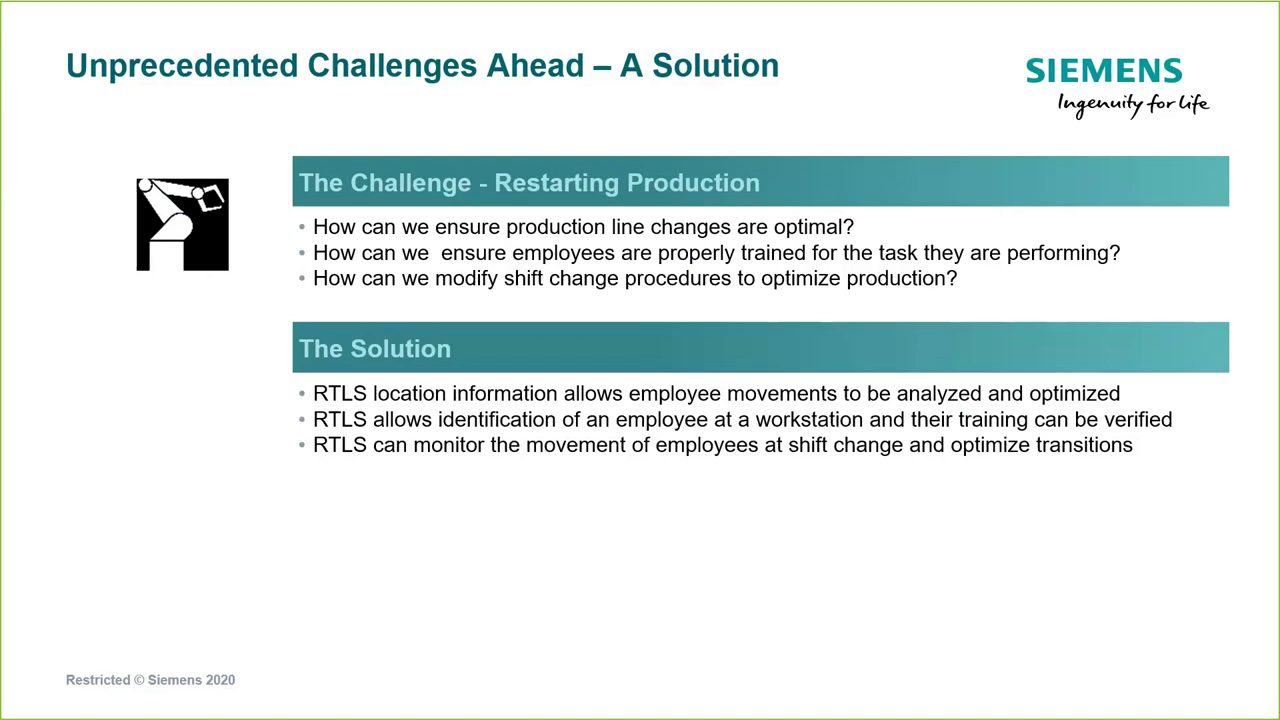 Unprecedented Challenges Ahead – A Solution
SIEMENS
Ingenuity for life
The Challenge - Restarting Production
• How can we ensure production line changes are optimal?
• How can we  ensure employees are properly trained for the task they are performing?
• How can we modify shift change procedures to optimize production?
The Solution
• RTLS location information allows employee movements to be analyzed and optimized
• RTLS allows identification of an employee at a workstation and their training can be verified
• RTLS can monitor the movement of employees at shift change and optimize transitions
Restricted © Siemens 2020